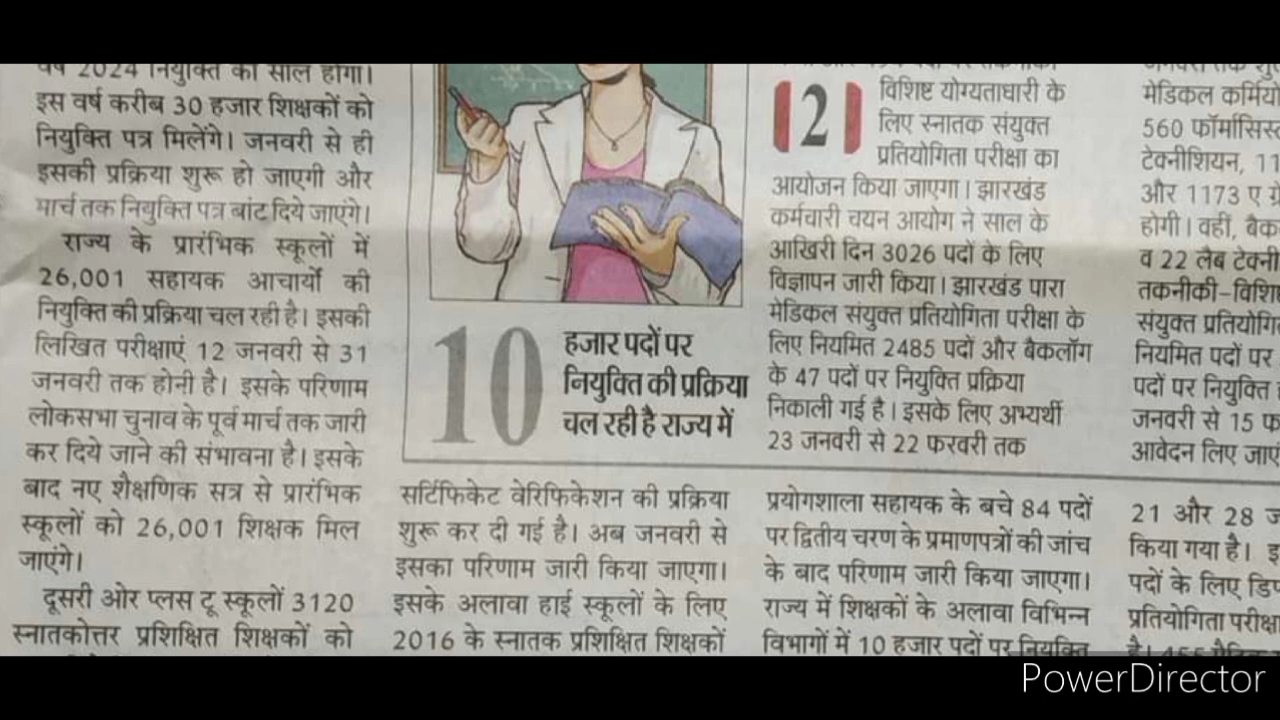 वर्ष 2024 नियुक्ति का साल होगा।
इस वर्ष करीब 30 हजार शिक्षकों को
नियुक्ति पत्र मिलेंगे। जनवरी से ही
इसकी प्रक्रिया शुरू हो जाएगी और
मार्च तक नियुक्ति पत्र बांट दिये जाएंगे।
राज्य के प्रारंभिक स्कूलों में
26,001 सहायक आचार्यों की
नियुक्ति की प्रक्रिया चल रही है। इसकी
लिखित परीक्षाएं 12 जनवरी से 31
जनवरी तक होनी है। इसके परिणाम
लोकसभा चुनाव के पूर्व मार्च तक जारी
कर दिये जाने की संभावना है। इसके
बाद नए शैक्षणिक सत्र से प्रारंभिक
स्कूलों को 26,001 शिक्षक मिल
जाएंगे।
दूसरी ओर प्लस टू स्कूलों 3120
स्नातकोत्तर प्रशिक्षित शिक्षकों को
10
हजार पदों पर
नियुक्ति की प्रक्रिया
चल रही है राज्य में
सर्टिफिकेट वेरिफिकेशन की प्रक्रिया
शुरू कर दी गई है। अब जनवरी से
इसका परिणाम जारी किया जाएगा।
इसके अलावा हाई स्कूलों के लिए
2016 के स्नातक प्रशिक्षित शिक्षकों
2
विशिष्ट योग्यताधारी के
लिए स्नातक संयुक्त
प्रतियोगिता परीक्षा का
आयोजन किया जाएगा। झारखंड
कर्मचारी चयन आयोग ने साल के
आखिरी दिन 3026 पदों के लिए
विज्ञापन जारी किया। झारखंड पारा
मेडिकल संयुक्त प्रतियोगिता परीक्षा के
लिए नियमित 2485 पदों और बैकलॉग
के 47 पदों पर नियुक्ति प्रक्रिया
निकाली गई है। इसके लिए अभ्यर्थी
23 जनवरी से 22 फरवरी तक
प्रयोगशाला सहायक के बचे 84 पदों
पर द्वितीय चरण के प्रमाणपत्रों की जांच
के बाद परिणाम जारी किया जाएगा।
राज्य में शिक्षकों के अलावा विभिन्न
विभागों में 10 हजार पदों पर नियुक्ति
जनवरी तक
मेडिकल
560
टेक्नीशियन, 11
और 1173 ए
होगी। वहीं,
व 22 लैब
तकनीकी-
संयुक्त
नियमित पदों पर
पदों पर नियुक्ति
जनवरी से 15
आवेदन लिए
21 और 28
किया गया है।
पदों के लिए
प्रतियोगिता परीक्षा
PowerDirector